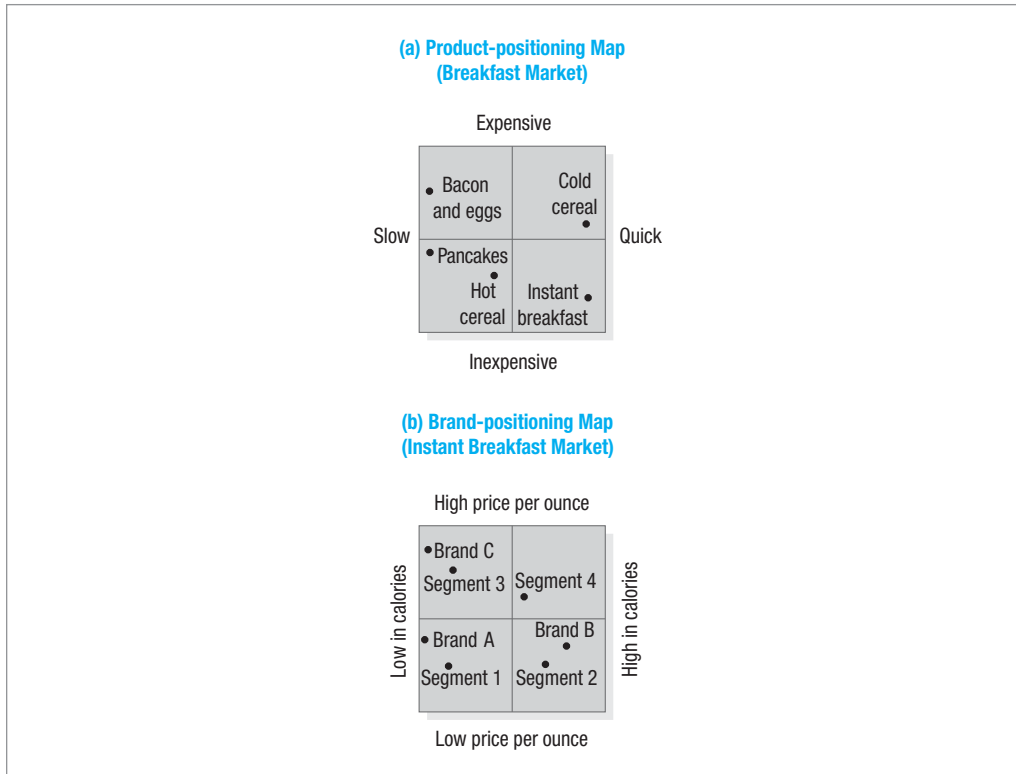 (a) Product-positioning Map
(Breakfast Market)
Expensive
Bacon
and eggs
Cold
cereal
Slow
Quick
Pancakes
Hot
cereal
Instant
breakfast
Inexpensive
(b) Brand-positioning Map
(Instant Breakfast Market)
High price per ounce
Low in calories
Brand C
Segment 3
Segment 4
Brand A
Segment 1
Brand B
Segment 2
High in calories
Low price per ounce